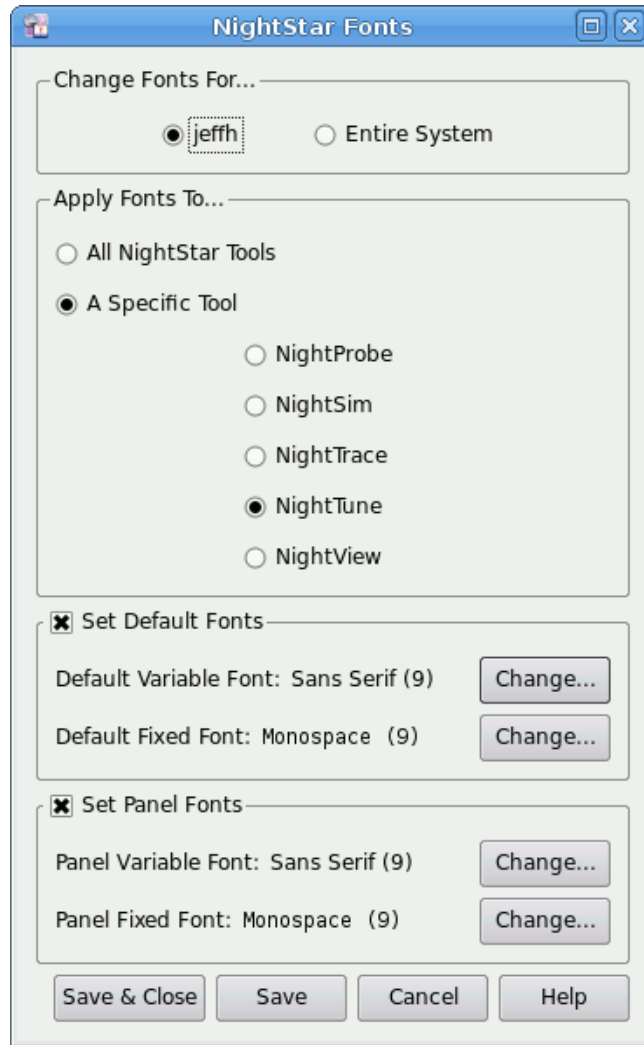 NightStar Fonts
Change Fonts For...
jeffh Entire System
Apply Fonts To...
All NightStar Tools
A Specific Tool
NightProbe
NightSim
NightTrace
NightTune
NightView
Set Default Fonts
Default Variable Font: Sans Serif (9) Change...
Default Fixed Font: Monospace (9) Change...
Set Panel Fonts
Panel Variable Font: Sans Serif (9) Change...
Panel Fixed Font: Monospace (9) Change...
Save & Close Save Cancel Help